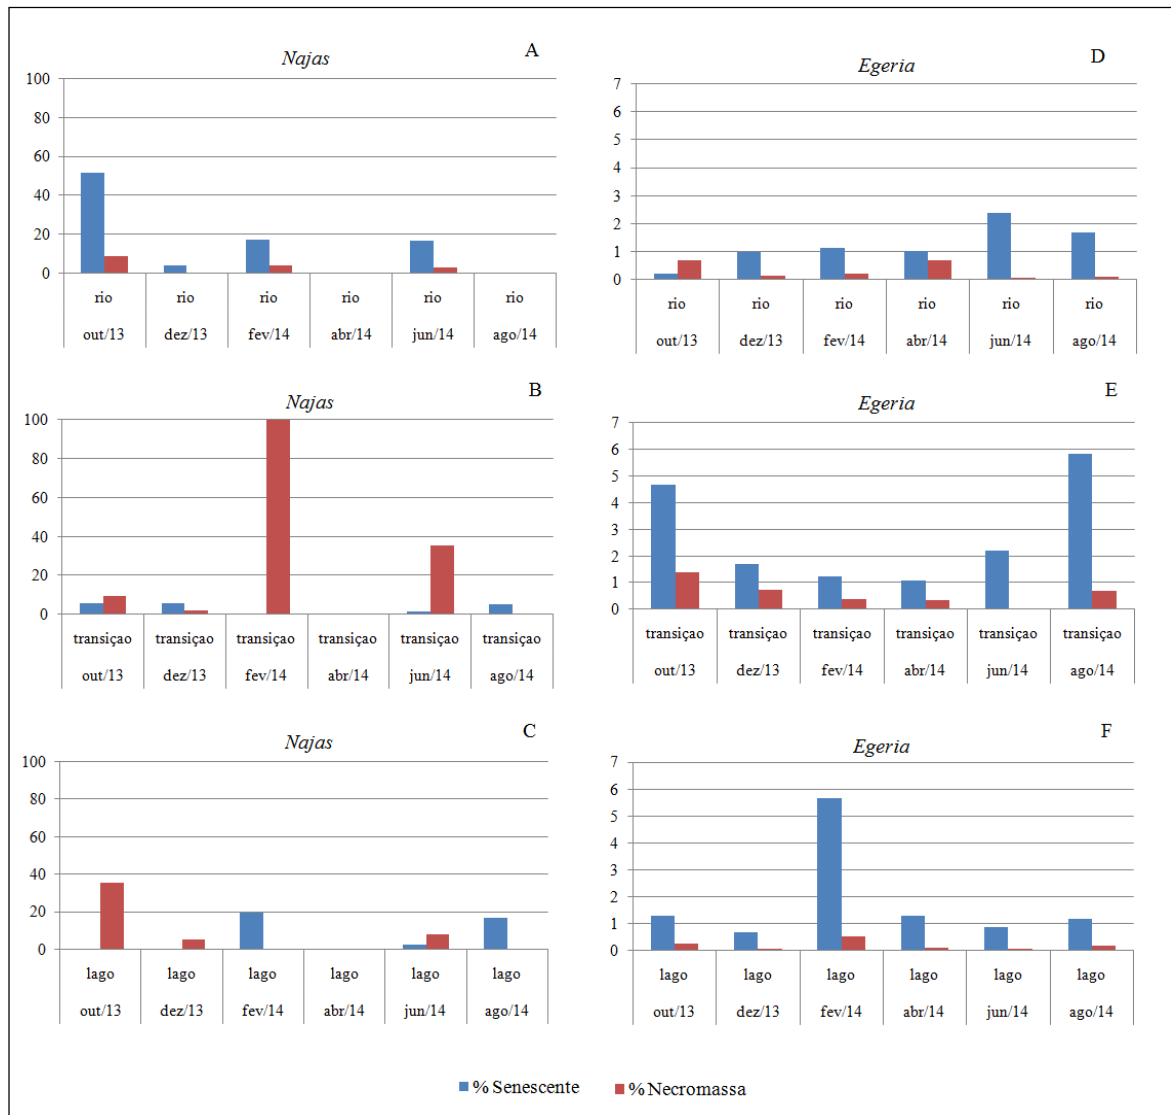 A
Najas
100
80
60
40
20
0
rio rio rio rio rio rio
out/13 dez/13 fev/14 abr/14 jun/14 ago/14
D
Egeria
7
6
5
4
3
2
1
0
rio rio rio rio rio rio
out/13 dez/13 fev/14 abr/14 jun/14 ago/14
B
Najas
100
80
60
40
20
0
transiçao transiçao transiçao transiçao transiçao transiçao
out/13 dez/13 fev/14 abr/14 jun/14 ago/14
E
Egeria
7
6
5
4
3
2
1
0
transiçao transiçao transiçao transiçao transiçao transiçao
out/13 dez/13 fev/14 abr/14 jun/14 ago/14
C
Najas
100
80
60
40
20
0
lago lago lago lago lago lago
out/13 dez/13 fev/14 abr/14 jun/14 ago/14
F
Egeria
7
6
5
4
3
2
1
0
lago lago lago lago lago lago
out/13 dez/13 fev/14 abr/14 jun/14 ago/14
% Senescente % Necromassa